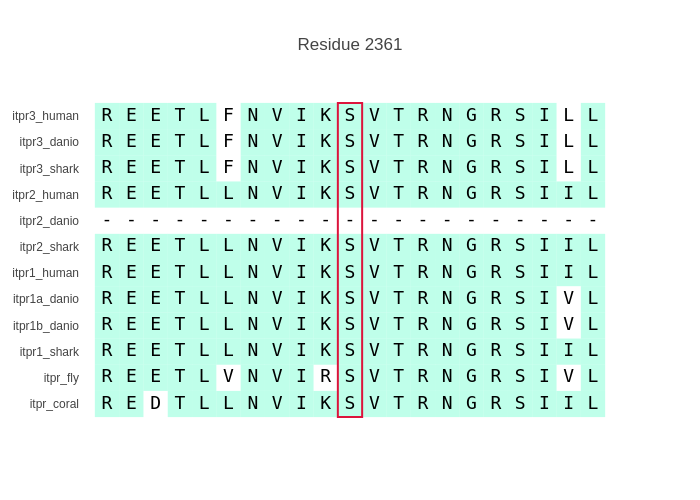 Residue 2361
itpr3_human R E E T L F N V I K S V T R N G R S I L L
itpr3_danio R E E T L F N V I K S V T R N G R S I L L
itpr3_shark R E E T L F N V I K S V T R N G R S I L L
itpr2_human R E E T L L N V I K S V T R N G R S I I L
itpr2_danio - - - - - - - - - - - - - - - - - - - - -
itpr2_shark R E E T L L N V I K S V T R N G R S I I L
itpr1_human R E E T L L N V I K S V T R N G R S I I L
itpr1a_danio R E E T L L N V I K S V T R N G R S I V L
itpr1b_danio R E E T L L N V I K S V T R N G R S I V L
itpr1_shark R E E T L L N V I K S V T R N G R S I I L
itpr_fly R E E T L V N V I R S V T R N G R S I V L
itpr_coral R E D T L L N V I K S V T R N G R S I I L